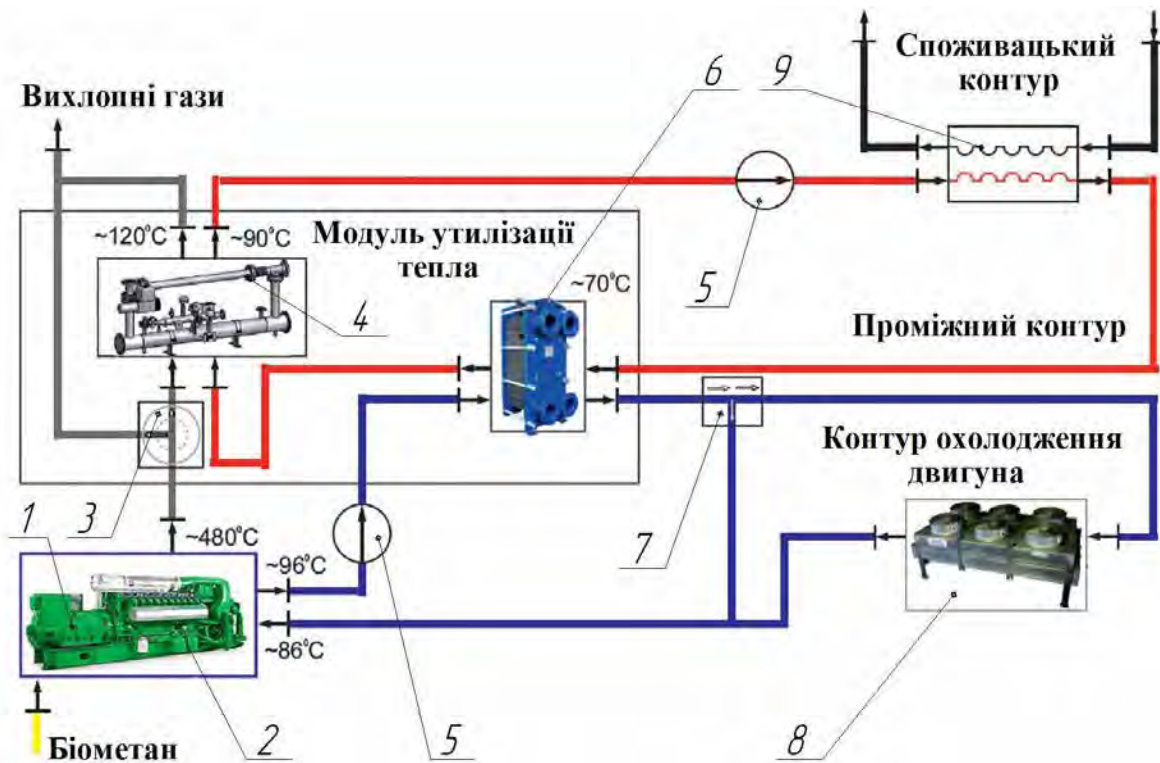 6
9
Споживацький
контур
Вихлопні гази
~120°C
~90°C
Модуль утилізації
тепла
~70°C
5
4
Проміжний контур
Контур охолодження
двигуна
1
3
~480°C
~96°C
7
~86°C
Біометан
2
5
8